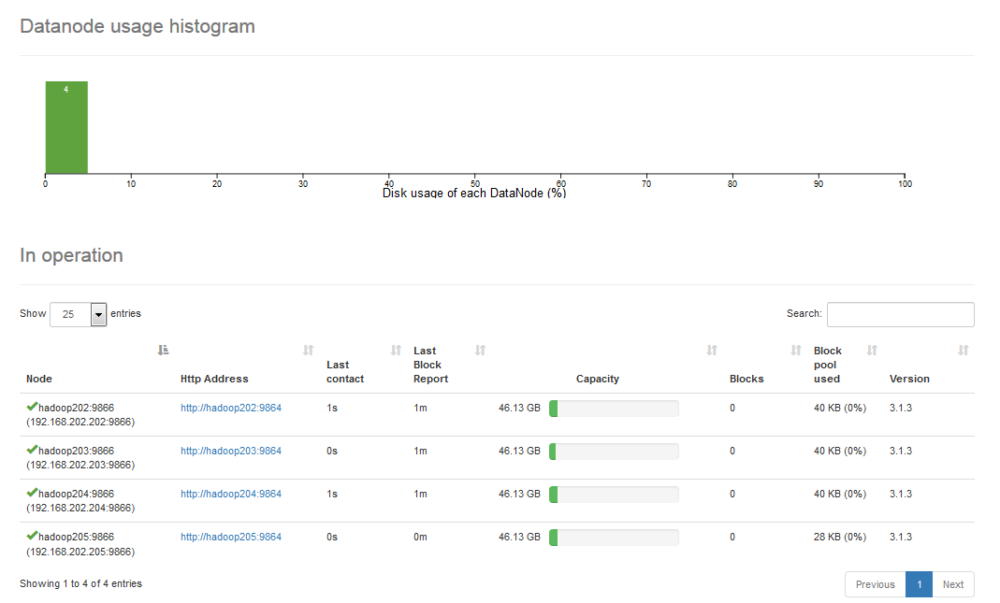 Datanode usage histogram
4
0 10 20 30 40 50 60 70 80 90 100
Disk usage of each DataNode (%)
In operation
Show 25 entries Search:
Node Http Address Last contact Last Block Report Capacity Blocks Block pool used Version
hadoop202:9866 http://hadoop202:9864 1s 1m 46.13 GB 0 40 KB (0%) 3.1.3
(192.168.202.202:9866)
hadoop203:9866 http://hadoop203:9864 0s 1m 46.13 GB 0 40 KB (0%) 3.1.3
(192.168.202.203:9866)
hadoop204:9866 http://hadoop204:9864 1s 1m 46.13 GB 0 40 KB (0%) 3.1.3
(192.168.202.204:9866)
hadoop205:9866 http://hadoop205:9864 0s 0m 46.13 GB 0 28 KB (0%) 3.1.3
(192.168.202.205:9866)
Showing 1 to 4 of 4 entries Previous 1 Next